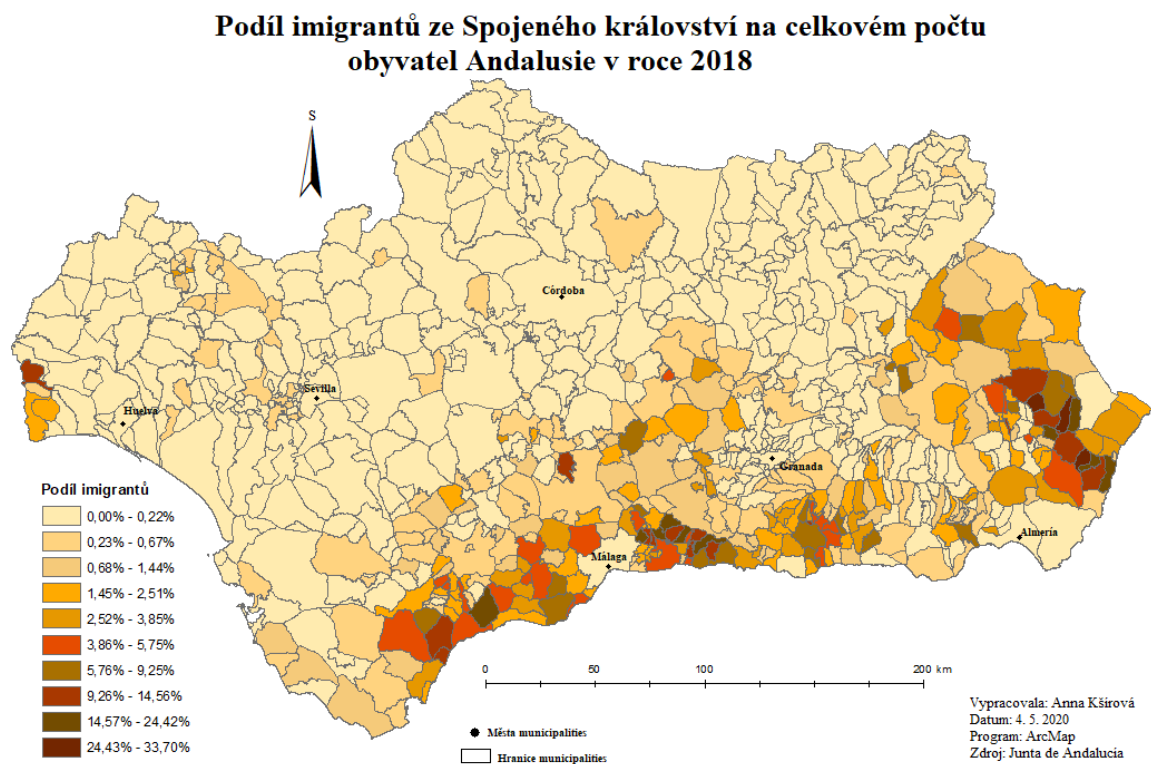 Podíl imigrantů ze Spojeného království na celkovém počtu
obyvatel Andalusie v roce 2018
S
Córdoba
Sevilla
Huelva
Granada
Málaga
Almería
Podíl imigrantů
0,00% - 0,22%
0,23% - 0,67%
0,68% - 1,44%
1,45% - 2,51%
2,52% - 3,85%
3,86% - 5,75%
5,76% - 9,25%
9,26% - 14,56%
14,57% - 24,42%
24,43% - 33,70%
0 50 100 200 km
Města municipalities
Hranice municipalities
Vypracovala: Anna Kšírová
Datum: 4. 5. 2020
Program: ArcMap
Zdroj: Junta de Andalucia